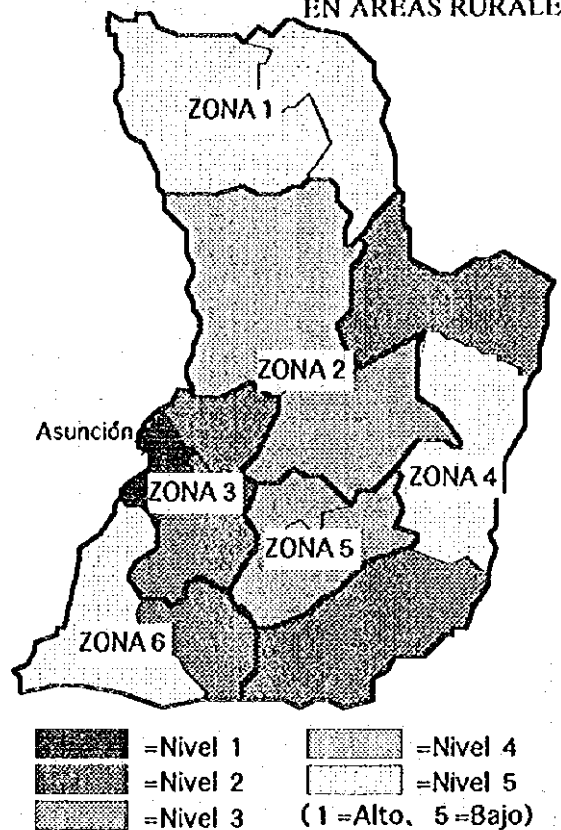 EN AREAS RURALE
ZONA 1
ZONA 2
Asunción
ZONA 3
ZONA 4
ZONA 5
ZONA 6
=Nivel 1
=Nivel 2
=Nivel 3
=Nivel 4
=Nivel 5
(1=Alto, 5=Bajo)